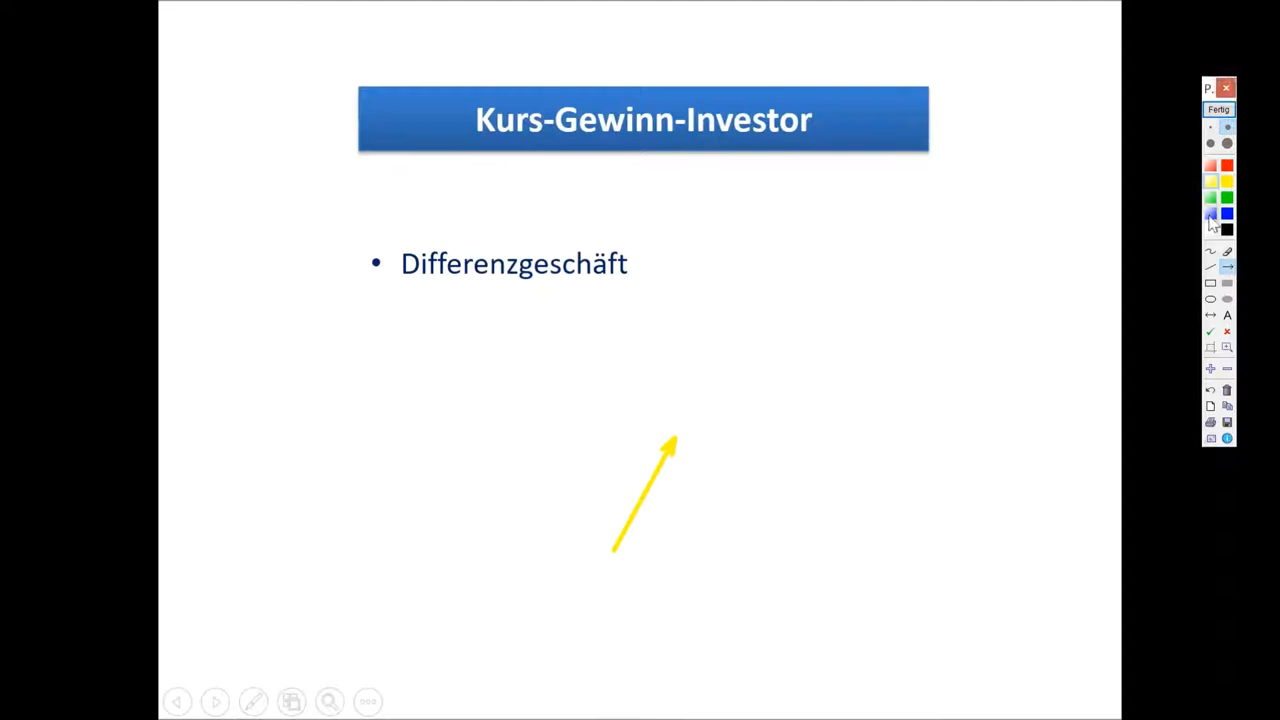 Kurs-Gewinn-Investor
• Differenzgeschäft
P..
Fertig
A